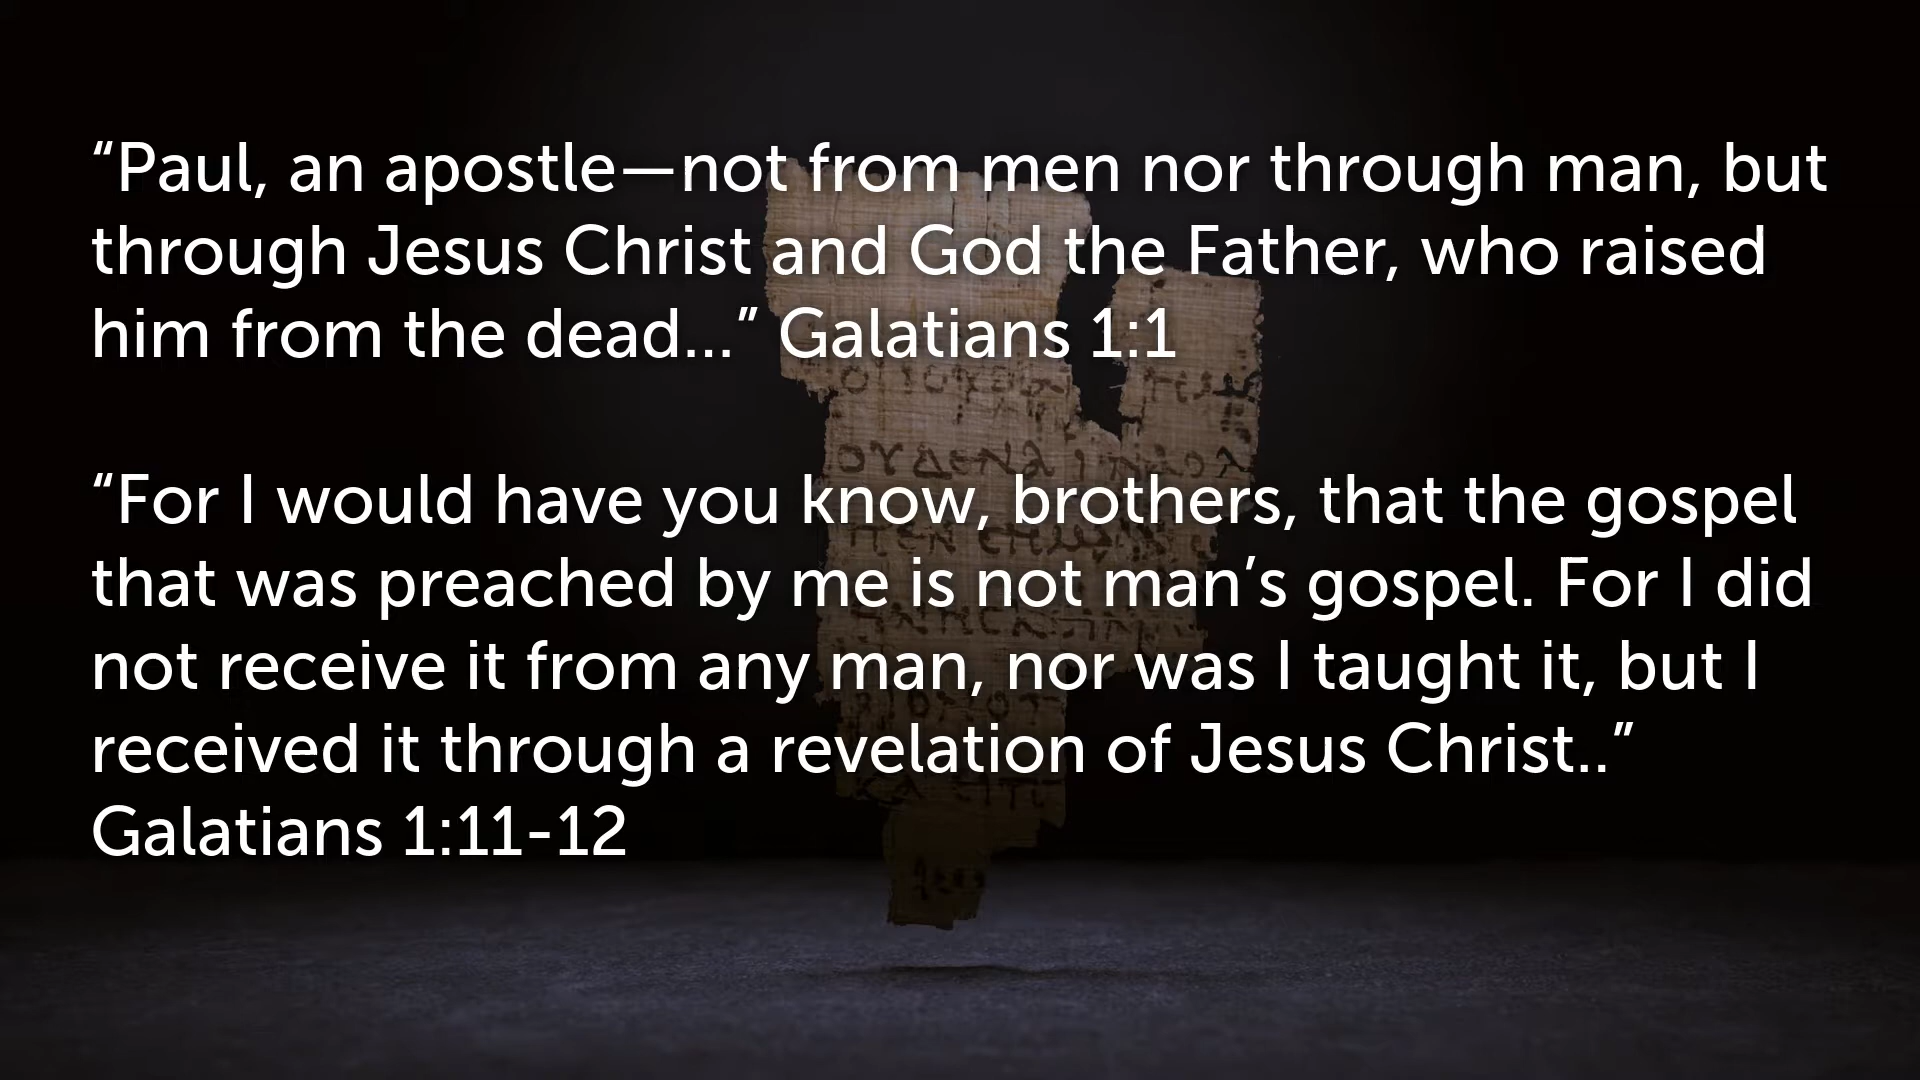 “Paul, an apostle—not from men nor through man, but
through Jesus Christ and God the Father, who raised
him from the dead...” Galatians 1:1
“For I would have you know, brothers, that the gospel
that was preached by me is not man’s gospel. For I did
not receive it from any man, nor was I taught it, but I
received it through a revelation of Jesus Christ..”
Galatians 1:11-12